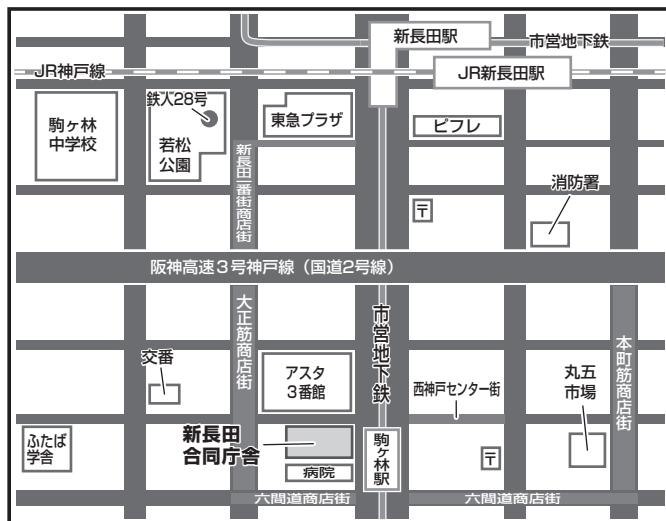 新長田駅
市営地下鉄
JR神戸線
JR新長田駅
鉄人28号
駒ヶ林
中学校
若松
公園
東急プラザ
ピフレ
新長田一番街商店街
〒
消防署
阪神高速3号神戸線（国道2号線）
大正筋商店街
市営地下鉄
本町筋商店街
交番
アスタ
3番館
西神戸センター街
丸五
市場
ふたば
学舎
新長田
合同庁舎
病院
駒ヶ林駅
〒
六間道商店街
六間道商店街